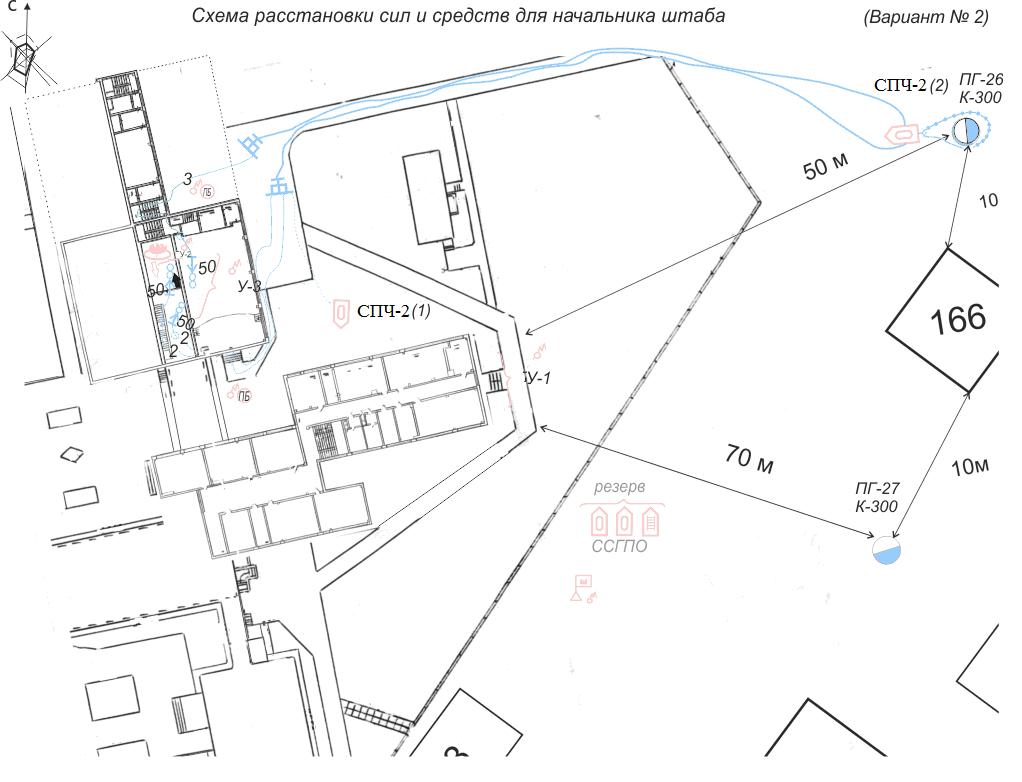 С
Схема расстановки сил и средств для начальника штаба
(Вариант № 2)
СПЧ-2 (2)
ПГ-26
К-300
50 м
3
ПБ
10
У-2
50
50
У-3
166
СПЧ-2 (1)
50
2
2
У-1
ПБ
70 м
10м
ПГ-27
К-300
резерв
ССГПО
Ш